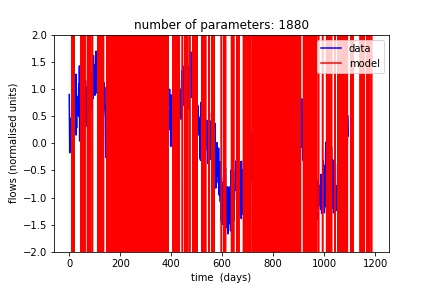 number of parameters: 1880
data
model
2.0
1.5
1.0
0.5
0.0
−0.5
−1.0
−1.5
−2.0
flows (normalised units)
0 200 400 600 800 1000 1200
time (days)